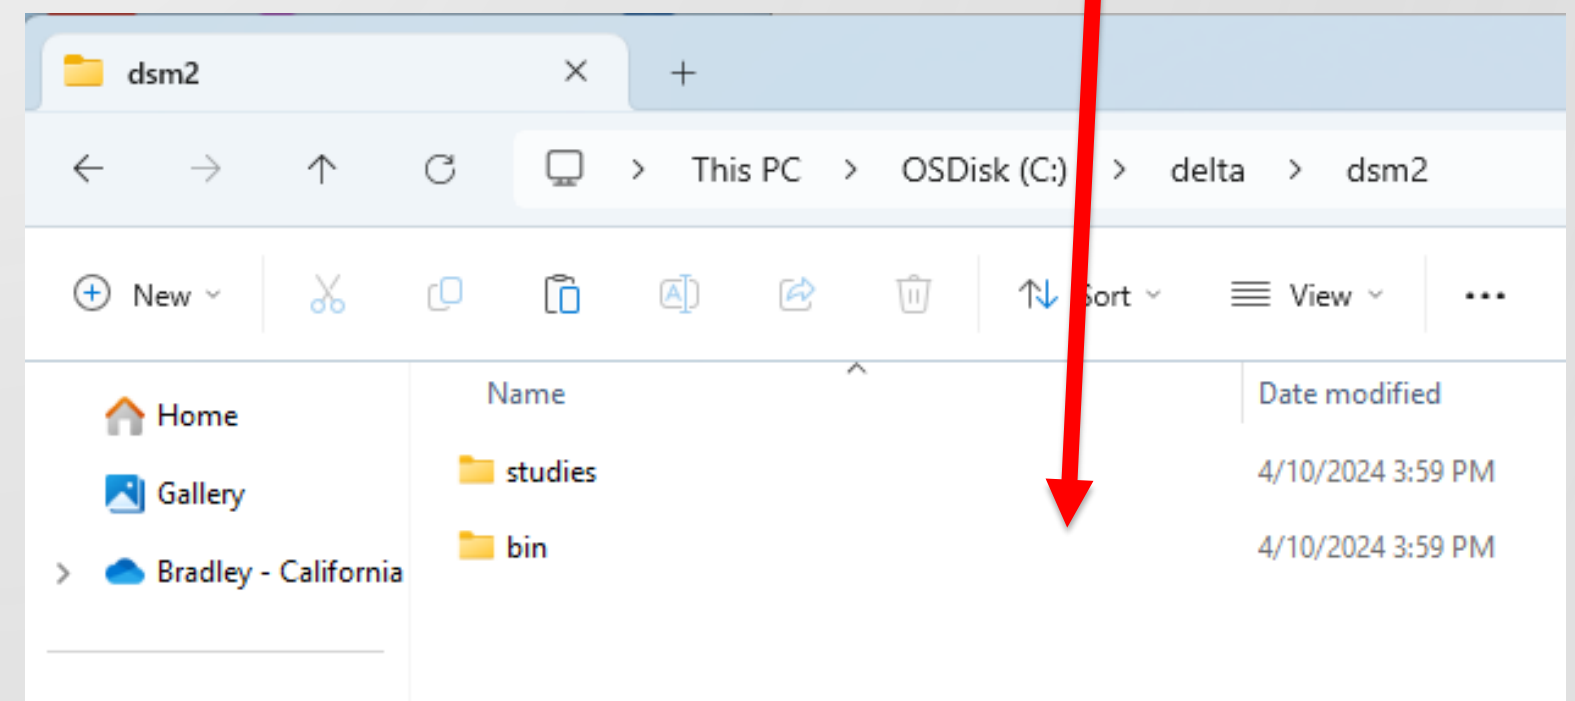 dsm2
This PC > OSDisk (C:) > delta > dsm2
New Sort View
Name Date modified
Home
Gallery
Bradley - California
studies 4/10/2024 3:59 PM
bin 4/10/2024 3:59 PM